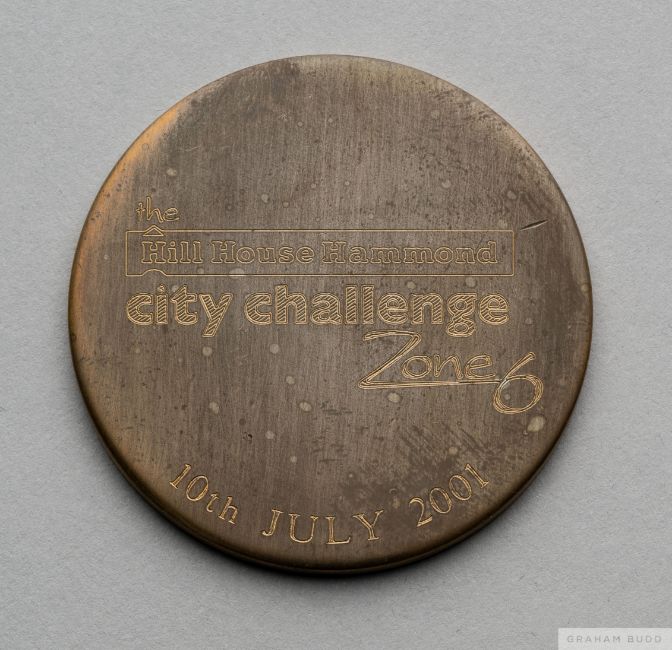 the
Hill House Hammond
city challenge
Zone 6
10th JULY 2001
GRAHAM BUDD